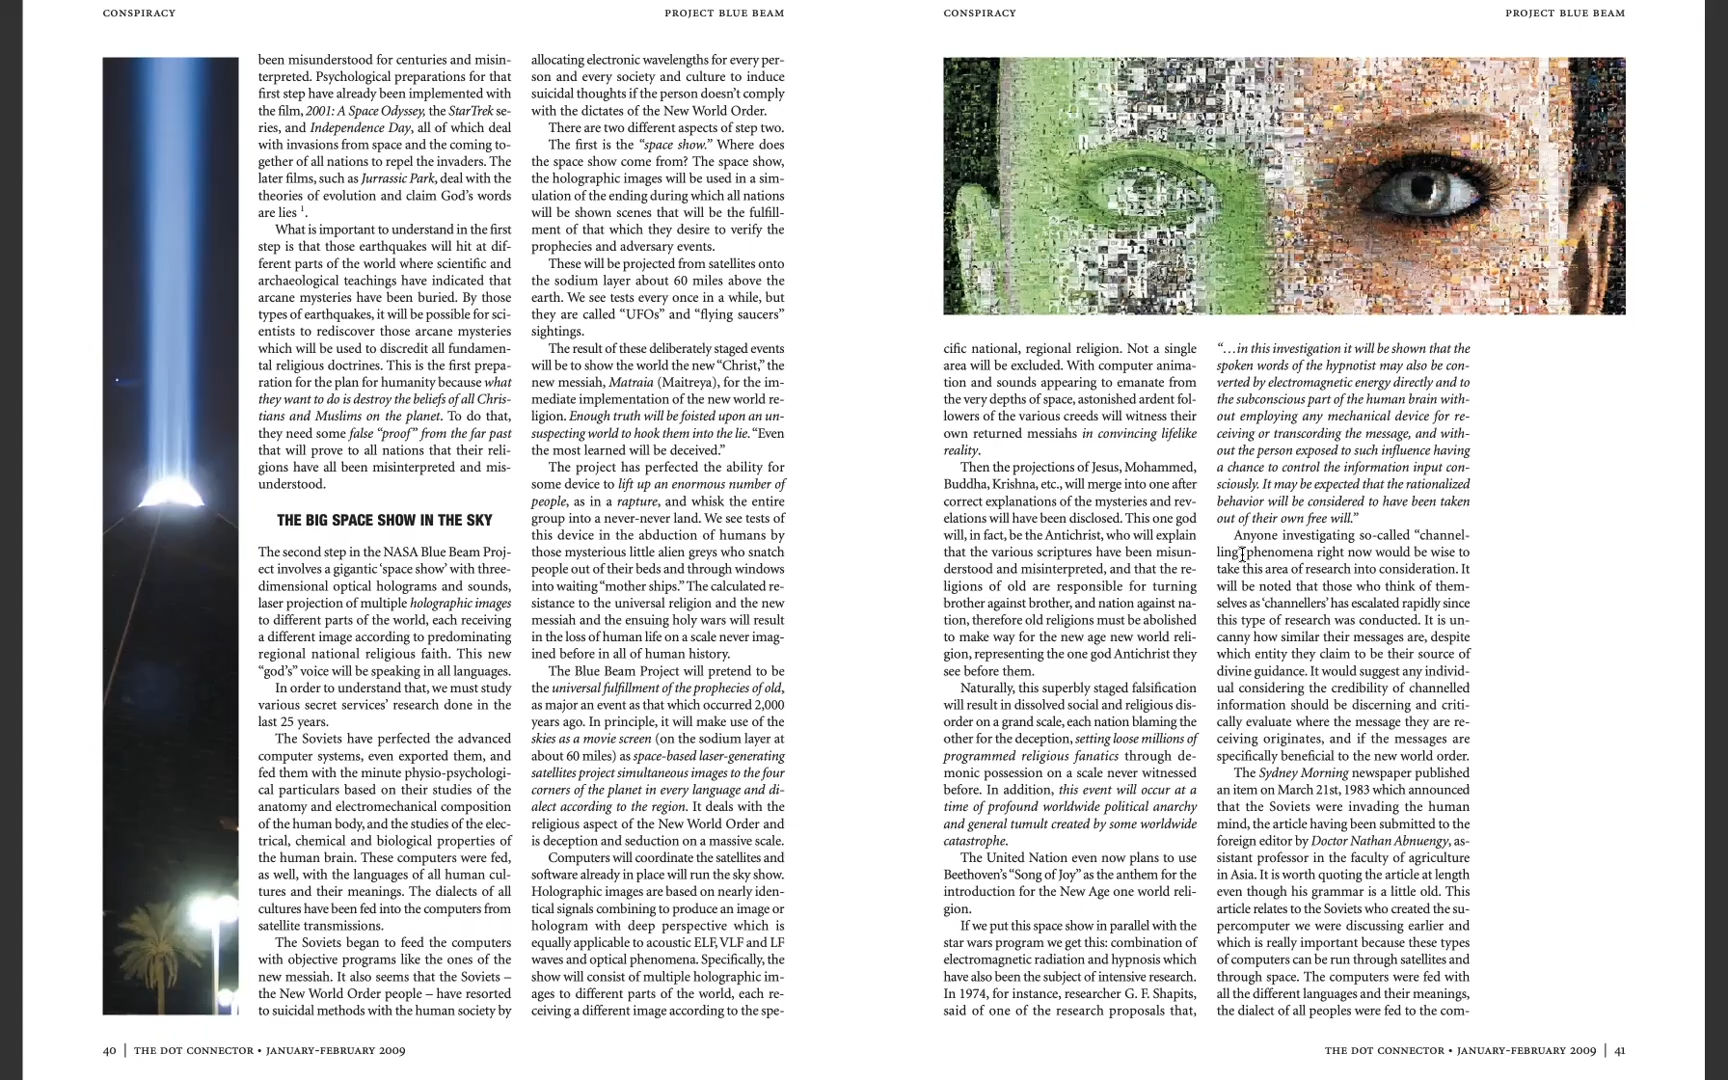 CONSPIRACY
PROJECT BLUE BEAM
been misunderstood for centuries and misin-
terpreted. Psychological preparations for that
first step have already been implemented with
the film, 2001: A Space Odyssey, the StarTrek se-
ries, and Independence Day, all of which deal
with invasions from space and the coming to-
gether of all nations to repel the invaders. The
later films, such as Jurrassic Park, deal with the
theories of evolution and claim God's words
are lies 1.
What is important to understand in the first
step is that those earthquakes will hit at dif-
ferent parts of the world where scientific and
archaeological teachings have indicated that
arcane mysteries have been buried. By those
types of earthquakes, it will be possible for sci-
entists to rediscover those arcane mysteries
which will be used to discredit all fundamen-
tal religious doctrines. This is the first prepa-
ration for the plan for humanity because what
they want to do is destroy the beliefs of all Chris-
tians and Muslims on the planet. To do that,
they need some false “proof” from the far past
that will prove to all nations that their reli-
gions have all been misinterpreted and mis-
understood.
THE BIG SPACE SHOW IN THE SKY
The second step in the NASA Blue Beam Proj-
ect involves a gigantic ‘space show’ with three-
dimensional optical holograms and sounds,
laser projection of multiple holographic images
to different parts of the world, each receiving
a different image according to predominating
regional national religious faith. This new
“god’s” voice will be speaking in all languages.
In order to understand that, we must study
various secret services’ research done in the
last 25 years.
The Soviets have perfected the advanced
computer systems, even exported them, and
fed them with the minute physio-psychologi-
cal particulars based on their studies of the
anatomy and electromechanical composition
of the human body, and the studies of the elec-
trical, chemical and biological properties of
the human brain. These computers were fed,
as well, with the languages of all human cul-
tures and their meanings. The dialects of all
cultures have been fed into the computers from
satellite transmissions.
The Soviets began to feed the computers
with objective programs like the ones of the
new messiah. It also seems that the Soviets –
the New World Order people – have resorted
to suicidal methods with the human society by
allocating electronic wavelengths for every per-
son and every society and culture to induce
suicidal thoughts if the person doesn’t comply
with the dictates of the New World Order.
There are two different aspects of step two.
The first is the “space show.” Where does
the space show come from? The space show,
the holographic images will be used in a sim-
ulation of the ending during which all nations
will be shown scenes that will be the fulfill-
ment of that which they desire to verify the
prophecies and adversary events.
These will be projected from satellites onto
the sodium layer about 60 miles above the
earth. We see tests every once in a while, but
they are called “UFOs” and “flying saucers”
sightings.
The result of these deliberately staged events
will be to show the world the new “Christ,” the
new messiah, Matraia (Maitreya), for the im-
mediate implementation of the new world re-
ligion. Enough truth will be foisted upon an un-
suspecting world to hook them into the lie. “Even
the most learned will be deceived.”
The project has perfected the ability for
some device to lift up an enormous number of
people, as in a rapture, and whisk the entire
group into a never-never land. We see tests of
this device in the abduction of humans by
those mysterious little alien greys who snatch
people out of their beds and through windows
into waiting “mother ships.” The calculated re-
sistance to the universal religion and the new
messiah and the ensuing holy wars will result
in the loss of human life on a scale never imag-
ined before in all of human history.
The Blue Beam Project will pretend to be
the universal fulfillment of the prophecies of old,
as major an event as that which occurred 2,000
years ago. In principle, it will make use of the
skies as a movie screen (on the sodium layer at
about 60 miles) as space-based laser-generating
satellites project simultaneous images to the four
corners of the planet in every language and di-
alect according to the region. It deals with the
religious aspect of the New World Order and
is deception and seduction on a massive scale.
Computers will coordinate the satellites and
software already in place will run the sky show.
Holographic images are based on nearly iden-
tical signals combining to produce an image or
hologram with deep perspective which is
equally applicable to acoustic ELF, VLF and LF
waves and optical phenomena. Specifically, the
show will consist of multiple holographic im-
ages to different parts of the world, each re-
ceiving a different image according to the spe-
40 | THE DOT CONNECTOR • JANUARY-FEBRUARY 2009
CONSPIRACY
PROJECT BLUE BEAM
cific national, regional religion. Not a single
area will be excluded. With computer anima-
tion and sounds appearing to emanate from
the very depths of space, astonished ardent fol-
lowers of the various creeds will witness their
own returned messiahs in convincing lifelike
reality.
Then the projections of Jesus, Mohammed,
Buddha, Krishna, etc., will merge into one after
correct explanations of the mysteries and rev-
elations will have been disclosed. This one god
will, in fact, be the Antichrist, who will explain
that the various scriptures have been misun-
derstood and misinterpreted, and that the re-
ligions of old are responsible for turning
brother against brother, and nation against na-
tion, therefore old religions must be abolished
to make way for the new age new world reli-
gion, representing the one god Antichrist they
see before them.
Naturally, this superbly staged falsification
will result in dissolved social and religious dis-
order on a grand scale, each nation blaming the
other for the deception, setting loose millions of
programmed religious fanatics through de-
monic possession on a scale never witnessed
before. In addition, this event will occur at a
time of profound worldwide political anarchy
and general tumult created by some worldwide
catastrophe.
The United Nation even now plans to use
Beethoven’s “Song of Joy” as the anthem for the
introduction for the New Age one world reli-
gion.
If we put this space show in parallel with the
star wars program we get this: combination of
electromagnetic radiation and hypnosis which
have also been the subject of intensive research.
In 1974, for instance, researcher G. F. Shapits,
said of one of the research proposals that,
“…in this investigation it will be shown that the
spoken words of the hypnotist may also be con-
verted by electromagnetic energy directly and to
the subconscious part of the human brain with-
out employing any mechanical device for re-
ceiving or transcording the message, and with-
out the person exposed to such influence having
a chance to control the information input con-
sciously. It may be expected that the rationalized
behavior will be considered to have been taken
out of their own free will.”
Anyone investigating so-called “channel-
ling” phenomena right now would be wise to
take this area of research into consideration. It
will be noted that those who think of them-
selves as ‘channellers’ has escalated rapidly since
this type of research was conducted. It is un-
canny how similar their messages are, despite
which entity they claim to be their source of
divine guidance. It would suggest any individ-
ual considering the credibility of channelled
information should be discerning and criti-
cally evaluate where the message they are re-
ceiving originates, and if the messages are
specifically beneficial to the new world order.
The Sydney Morning newspaper published
an item on March 21st, 1983 which announced
that the Soviets were invading the human
mind, the article having been submitted to the
foreign editor by Doctor Nathan Abnuengy, as-
sistant professor in the faculty of agriculture
in Asia. It is worth quoting the article at length
even though his grammar is a little old. This
article relates to the Soviets who created the su-
percomputer we were discussing earlier and
which is really important because these types
of computers can be run through satellites and
through space. The computers were fed with
all the different languages and their meanings,
the dialect of all peoples were fed to the com-
THE DOT CONNECTOR • JANUARY-FEBRUARY 2009 | 41